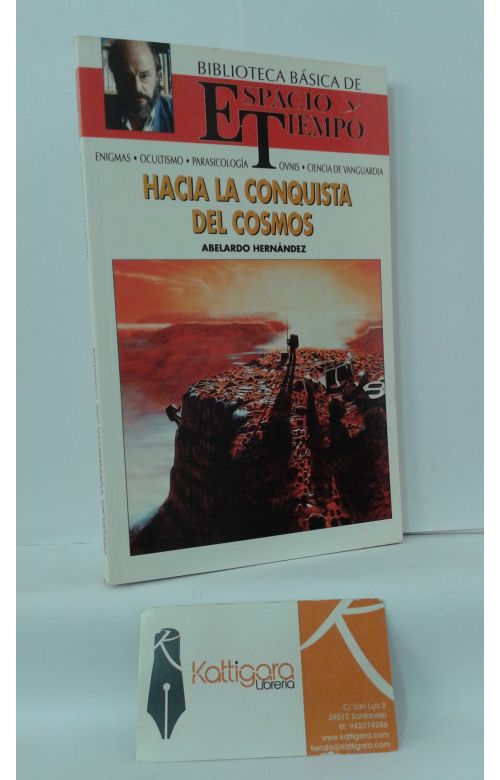 BIBLIOTECA BÁSICA DE
ESPACIO Y
TIEMPO
ENIGMAS • OCULTISMO • PARASICOLOGÍA OVNIS • CIENCIA DE VANGUARDIA
HACIA LA CONQUISTA
DEL COSMOS
ABELARDO HERNÁNDEZ
Kattigara
Librería
C; San Luis 5
39010 Santander
tlf: 942074286
www.kattigara.com
tienda@kattigara.com